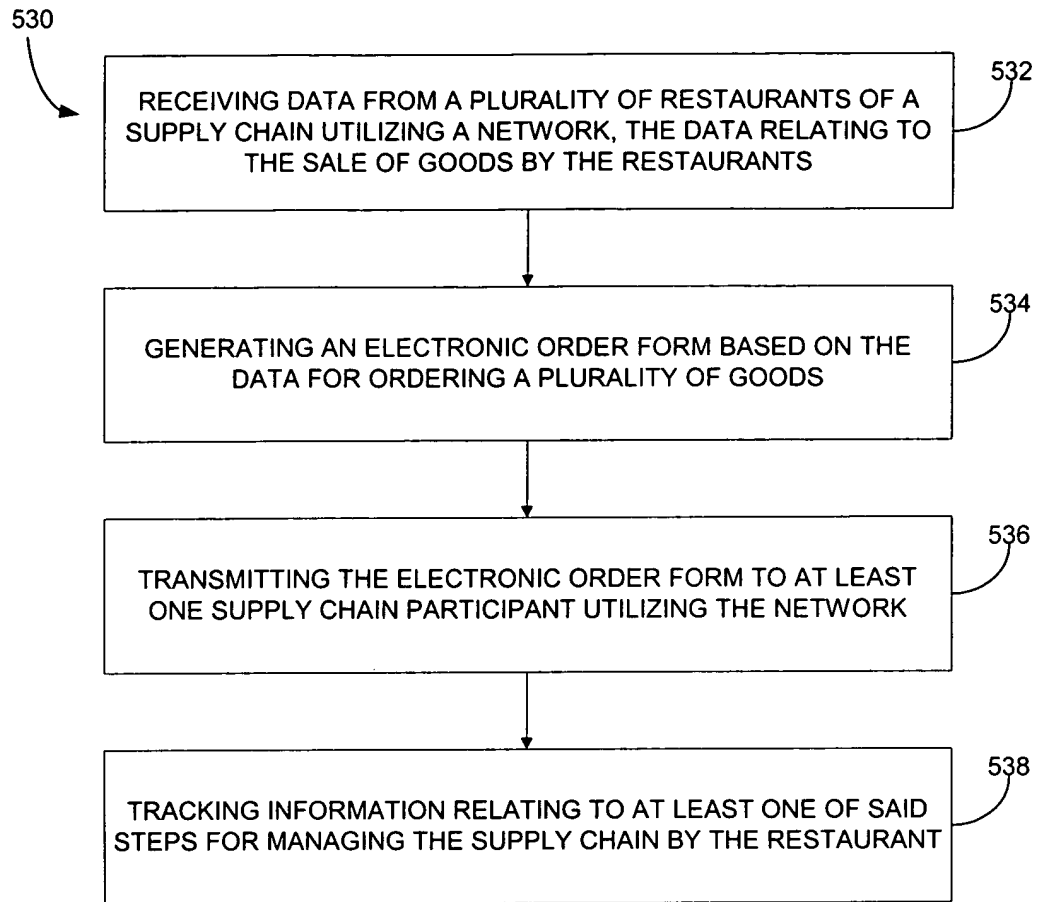 530
532
RECEIVING DATA FROM A PLURALITY OF RESTAURANTS OF A
SUPPLY CHAIN UTILIZING A NETWORK, THE DATA RELATING TO
THE SALE OF GOODS BY THE RESTAURANTS
534
GENERATING AN ELECTRONIC ORDER FORM BASED ON THE
DATA FOR ORDERING A PLURALITY OF GOODS
536
TRANSMITTING THE ELECTRONIC ORDER FORM TO AT LEAST
ONE SUPPLY CHAIN PARTICIPANT UTILIZING THE NETWORK
538
TRACKING INFORMATION RELATING TO AT LEAST ONE OF SAID
STEPS FOR MANAGING THE SUPPLY CHAIN BY THE RESTAURANT